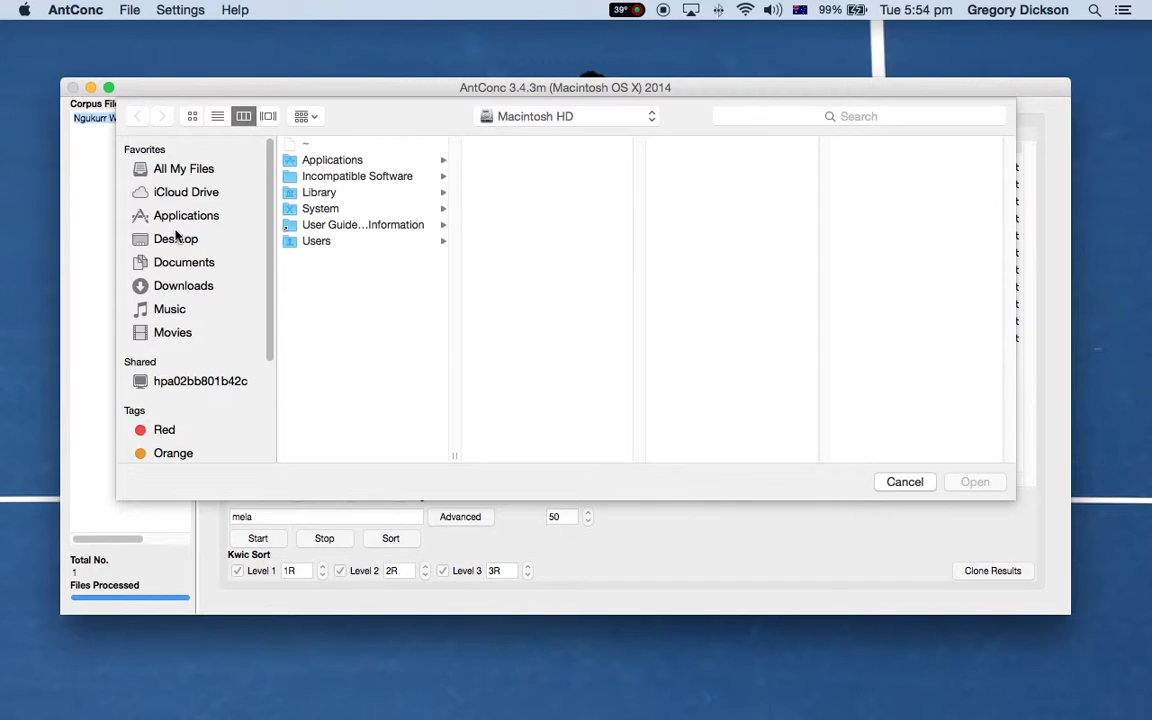 AntConc File Settings Help 39° 99% Tue 5:54 pm Gregory Dickson
AntConc 3.4.3m (Macintosh OS X) 2014
Corpus Fil
Ngukurr W
Macintosh HD
Search
Favorites
All My Files
iCloud Drive
Applications
Desktop
Documents
Downloads
Music
Movies
Shared
hpa02bb801b42c
Tags
Red
Orange
~
Applications
Incompatible Software
Library
System
User Guide...Information
Users
Cancel Open
mela Advanced 50
Start Stop Sort
Kwic Sort
Level 1 1R Level 2 2R Level 3 3R Clone Results
Total No.
1
Files Processed